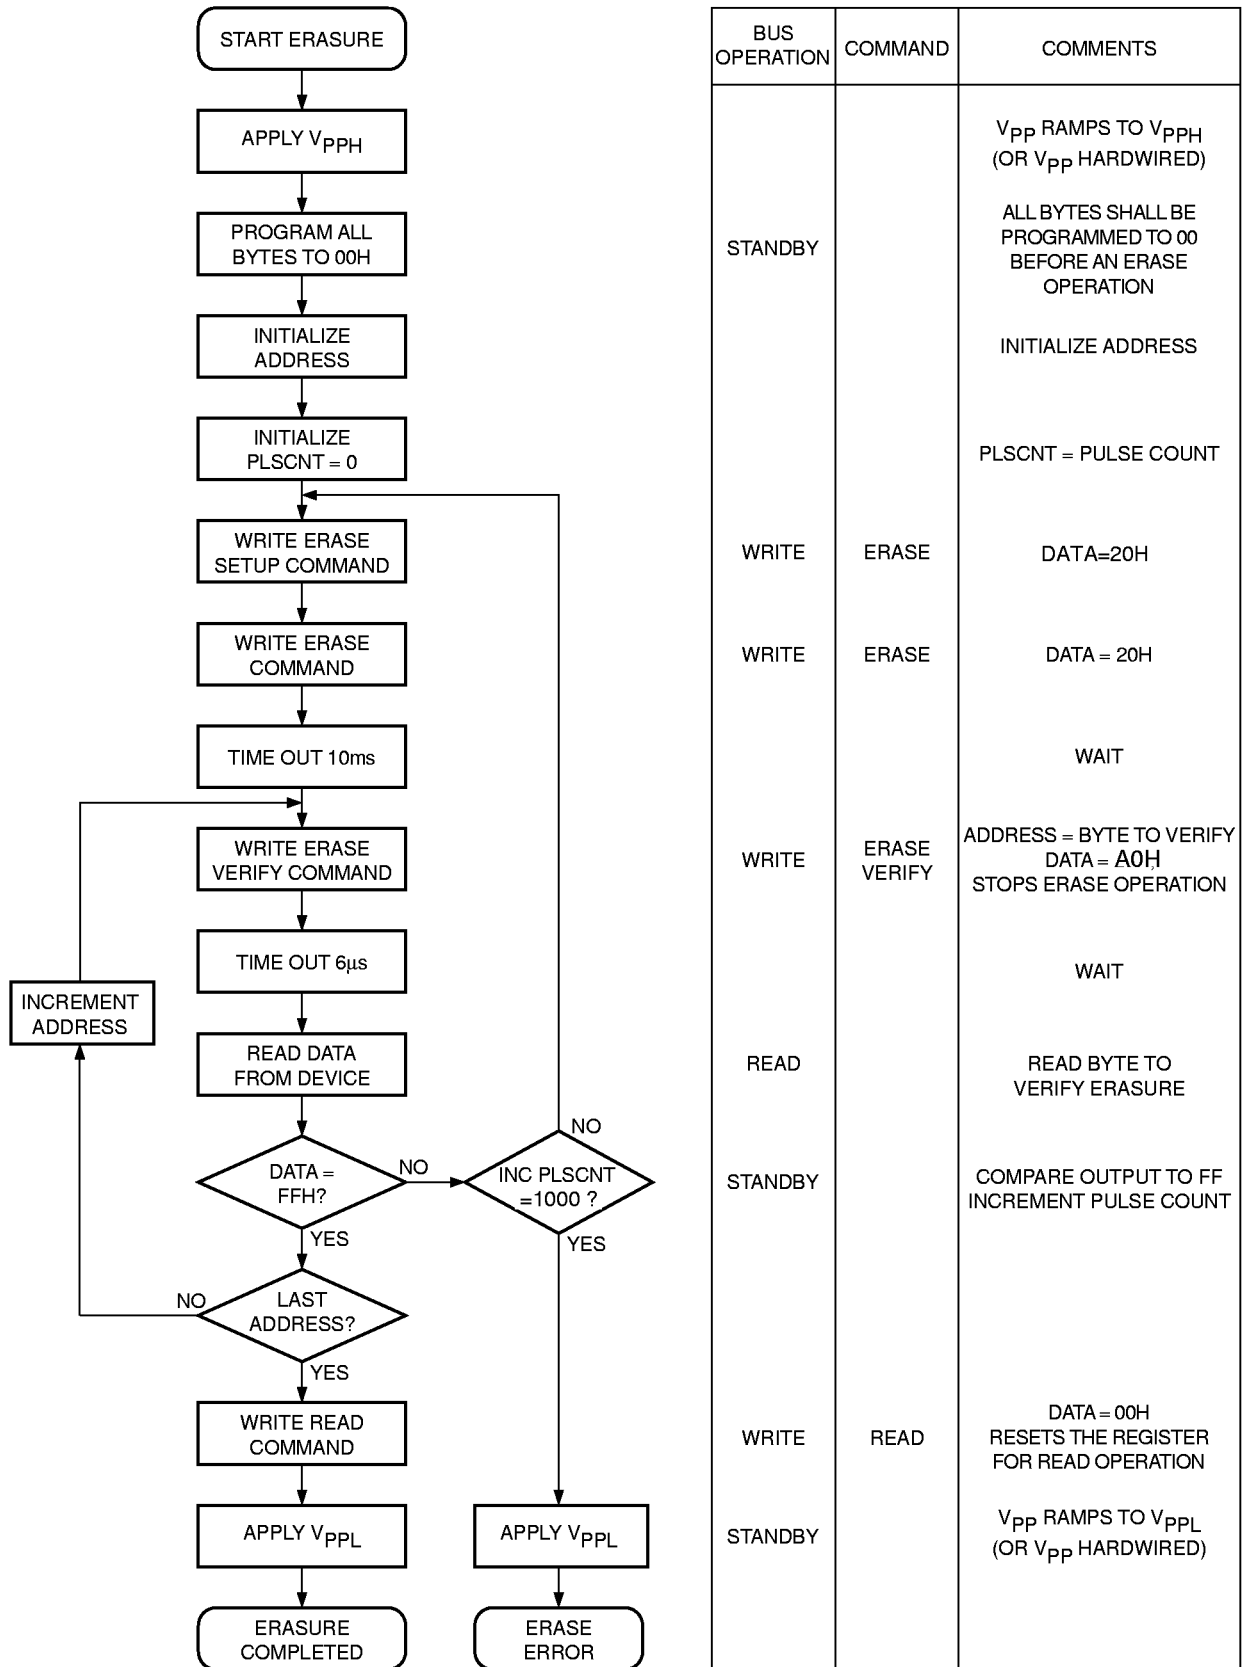 START ERASURE
APPLY VPPH
PROGRAM ALL
BYTES TO 00H
INITIALIZE
ADDRESS
INITIALIZE
PLSCNT = 0
WRITE ERASE
SETUP COMMAND
WRITE ERASE
COMMAND
TIME OUT 10ms
WRITE ERASE
VERIFY COMMAND
TIME OUT 6μs
INCREMENT
ADDRESS
READ DATA
FROM DEVICE
DATA =
FFH?
NO
INC PLSCNT
=1000 ?
NO
YES
YES
LAST
ADDRESS?
NO
YES
WRITE READ
COMMAND
APPLY VPPL
APPLY VPPL
ERASURE
COMPLETED
ERASE
ERROR
BUS
OPERATION
COMMAND
COMMENTS
VPP RAMPS TO VPPH
(OR VPP HARDWIRED)
STANDBY
ALL BYTES SHALL BE
PROGRAMMED TO 00
BEFORE AN ERASE
OPERATION
INITIALIZE ADDRESS
PLSCNT = PULSE COUNT
WRITE ERASE DATA=20H
WRITE ERASE DATA = 20H
WAIT
WRITE
ERASE
VERIFY
ADDRESS = BYTE TO VERIFY
DATA = A0H;
STOPS ERASE OPERATION
WAIT
READ
READ BYTE TO
VERIFY ERASURE
STANDBY
COMPARE OUTPUT TO FF
INCREMENT PULSE COUNT
WRITE
READ
DATA = 00H
RESETS THE REGISTER
FOR READ OPERATION
STANDBY
VPP RAMPS TO VPPL
(OR VPP HARDWIRED)